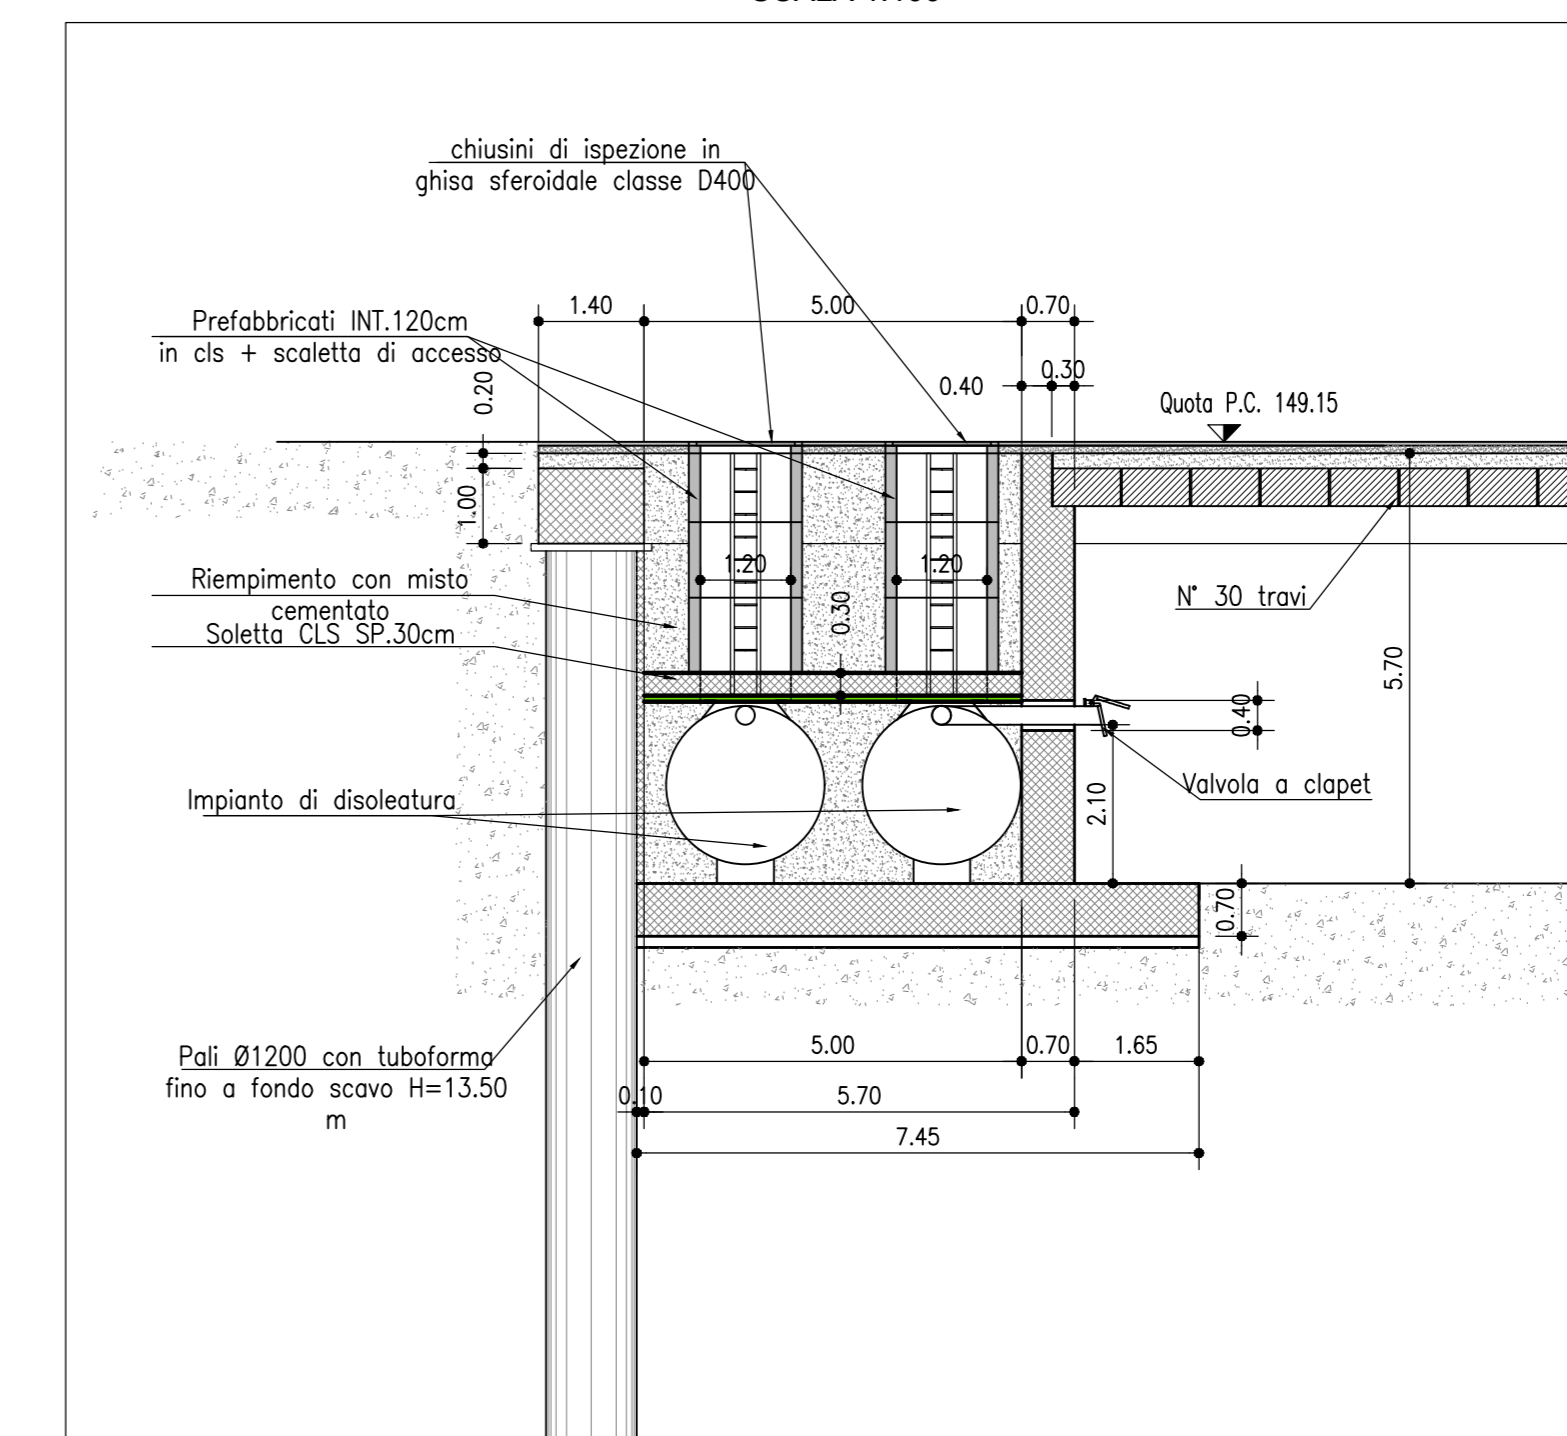 chiusini di ispezione in
ghisa sferoidale classe D400
Prefabbricati INT.120cm
in cls + scaletta di accesso
1.40
5.00
0.70
0.40
0.30
0.20
1.00
Quota P.C. 149.15
Riempimento con misto
cementato
Soletta CLS SP.30cm
1.20
0.30
1.20
N° 30 travi
5.70
0.40
Valvola a clapet
2.10
Impianto di disoleatura
0.70
Pali Ø1200 con tuboforma
fino a fondo scavo H=13.50
m
5.00
0.70
1.65
0.10
5.70
7.45